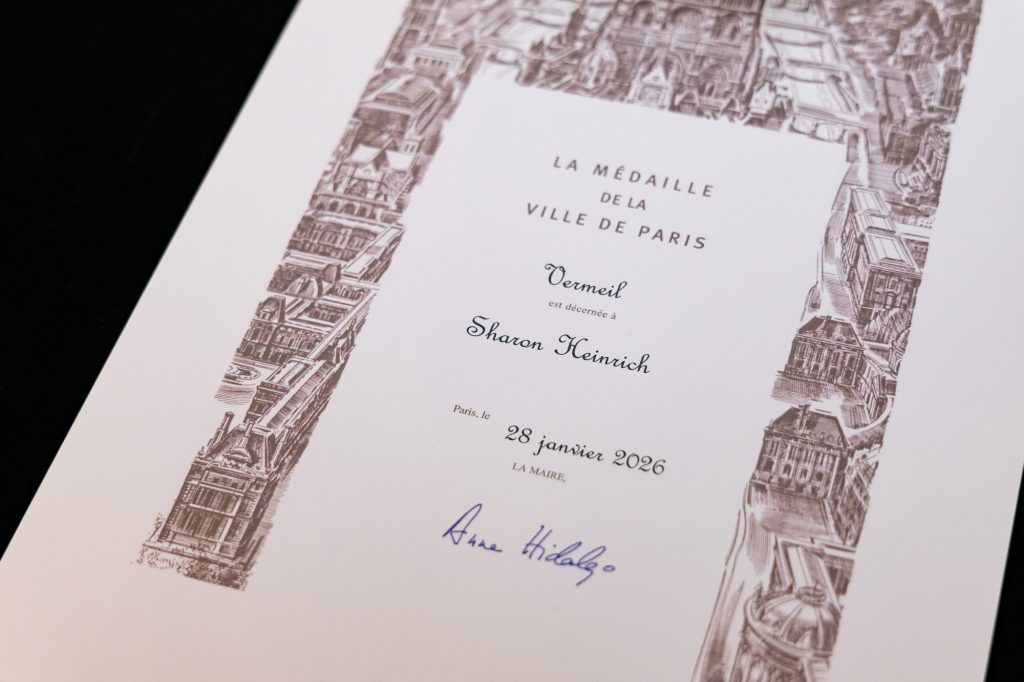 LA MÉDAILLE
DE LA
VILLE DE PARIS
Vermeil
est décernée à
Sharon Heinrich
Paris, le
28 janvier 2026
LA MAIRE,
Anne Hidalgo